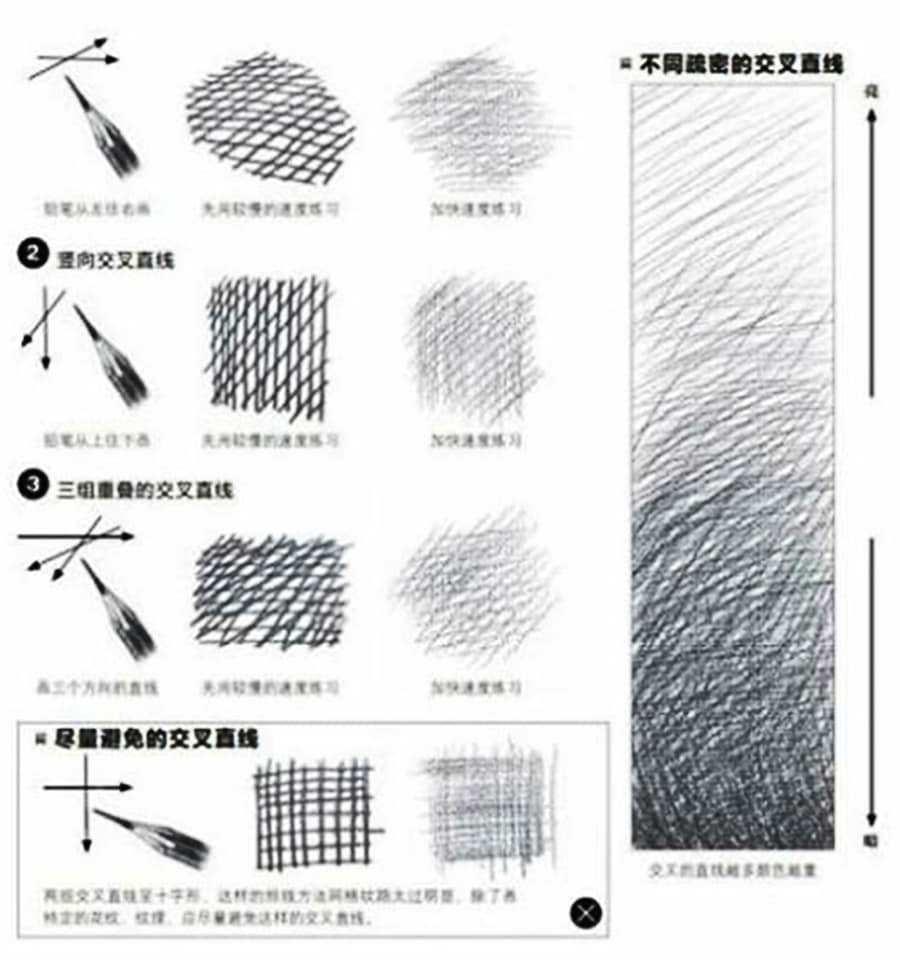 铅笔从左往右画
先用较慢的速度练习
加快速度练习
2 竖向交叉直线
铅笔从上往下画
先用较慢的速度练习
加快速度练习
3 三组重叠的交叉直线
画三个方向的直线
先用较慢的速度练习
加快速度练习
尽量避免的交叉直线
两组交叉直线呈十字形，这样的排线方法网格纹路太过明显，除了画
特定的花纹、纹理，应尽量避免这样的交叉直线。
不同疏密的交叉直线
亮
暗
交叉的直线越多颜色越重